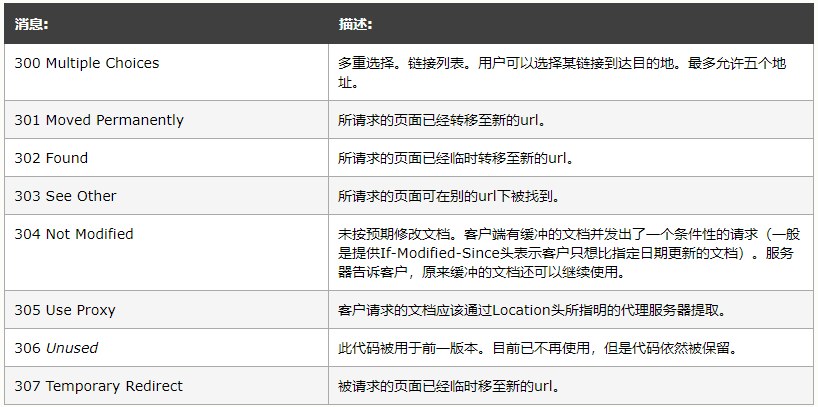 消息:
描述:
300 Multiple Choices
多重选择。链接列表。用户可以选择某链接到达目的地。最多允许五个地
址。
301 Moved Permanently
所请求的页面已经转移至新的url。
302 Found
所请求的页面已经临时转移至新的url。
303 See Other
所请求的页面可在别的url下被找到。
304 Not Modified
未按预期修改文档。客户端有缓冲的文档并发出了一个条件性的请求（一般
是提供If-Modified-Since头表示客户只想比指定日期更新的文档）。服务
器告诉客户，原来缓冲的文档还可以继续使用。
305 Use Proxy
客户请求的文档应该通过Location头所指明的代理服务器提取。
306 Unused
此代码被用于前一版本。目前已不再使用，但是代码依然被保留。
307 Temporary Redirect
被请求的页面已经临时移至新的url。